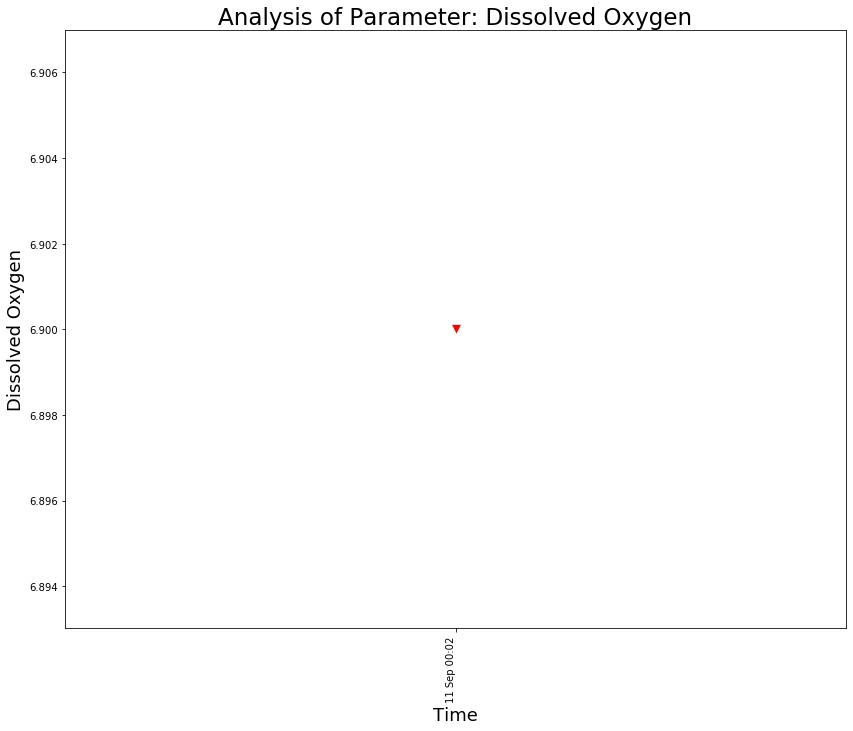 Analysis of Parameter: Dissolved Oxygen
6.906
6.904
6.902
6.900
6.898
6.896
6.894
Dissolved Oxygen
11 Sep 00:02
Time